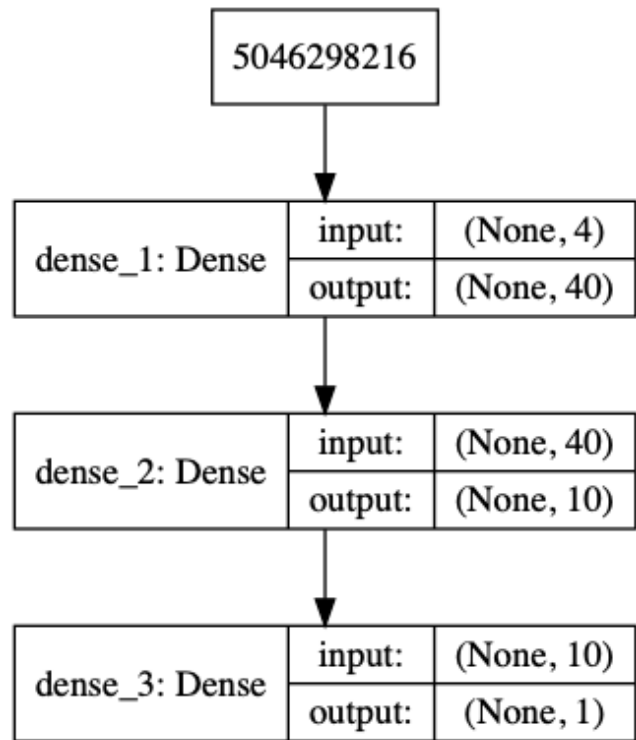 5046298216
dense_1: Dense
input:
(None, 4)
output:
(None, 40)
dense_2: Dense
input:
(None, 40)
output:
(None, 10)
dense_3: Dense
input:
(None, 10)
output:
(None, 1)